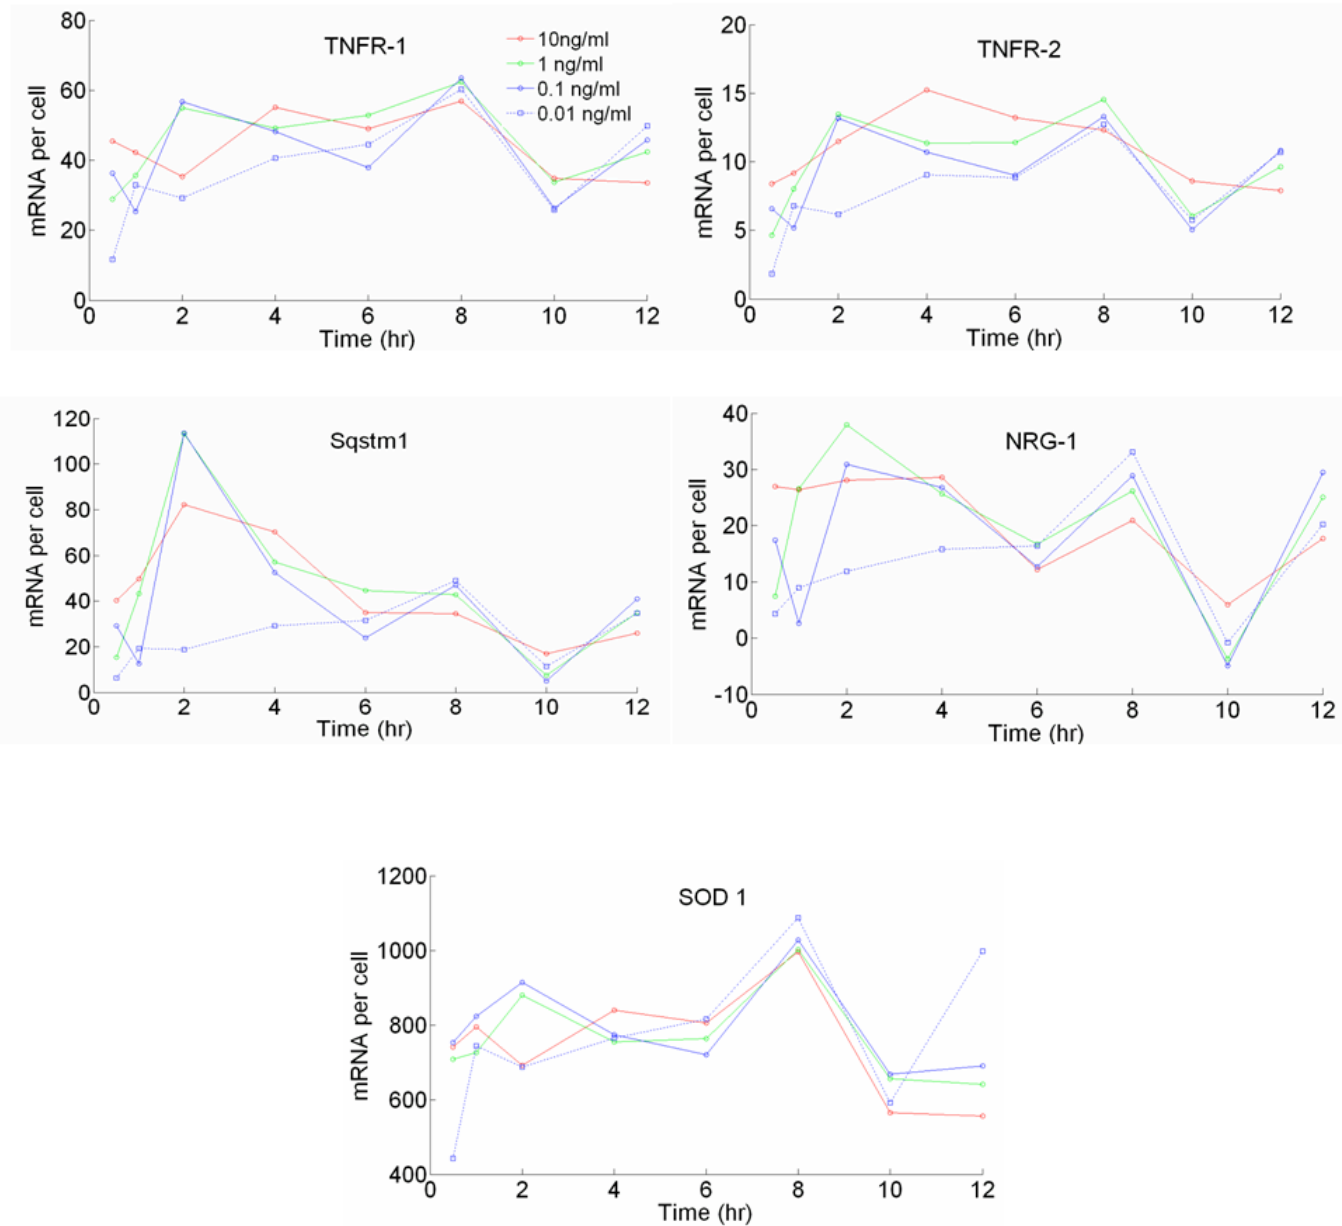 TNFR-1
10ng/ml
1 ng/ml
0.1 ng/ml
0.01 ng/ml
mRNA per cell
80
60
40
20
0
0 2 4 6 8 10 12
Time (hr)
TNFR-2
mRNA per cell
20
15
10
5
0
0 2 4 6 8 10 12
Time (hr)
Sqstm1
mRNA per cell
120
100
80
60
40
20
0
0 2 4 6 8 10 12
Time (hr)
NRG-1
mRNA per cell
40
30
20
10
0
-10
0 2 4 6 8 10 12
Time (hr)
SOD 1
mRNA per cell
1200
1000
800
600
400
0 2 4 6 8 10 12
Time (hr)